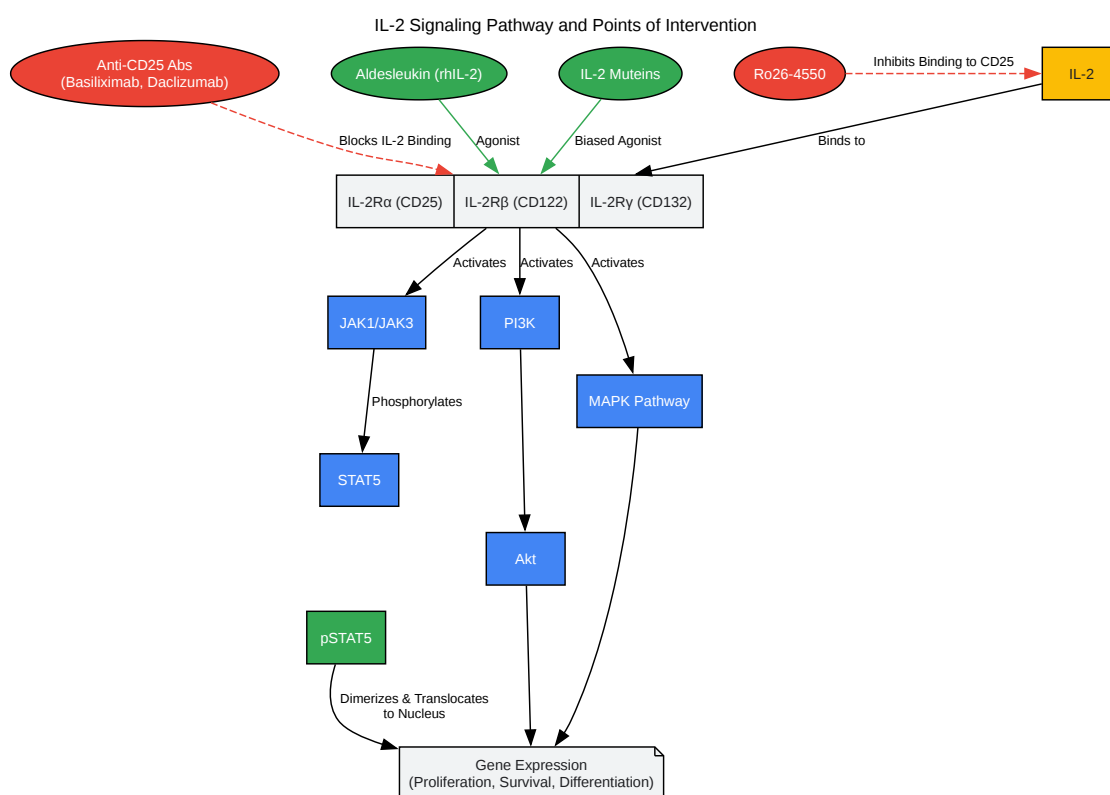 IL-2 Signaling Pathway and Points of Intervention
Anti-CD25 Abs
(Basiliximab, Daclizumab)
Aldesleukin (rhIL-2)
IL-2 Muteins
Ro26-4550
Inhibits Binding to CD25
IL-2
Blocks IL-2 Binding
Agonist
Biased Agonist
Binds to
IL-2Rα (CD25)
IL-2Rβ (CD122)
IL-2Rγ (CD132)
Activates
Activates
Activates
JAK1/JAK3
PI3K
MAPK Pathway
Phosphorylates
STAT5
Akt
pSTAT5
Dimerizes & Translocates
to Nucleus
Gene Expression
(Proliferation, Survival, Differentiation)